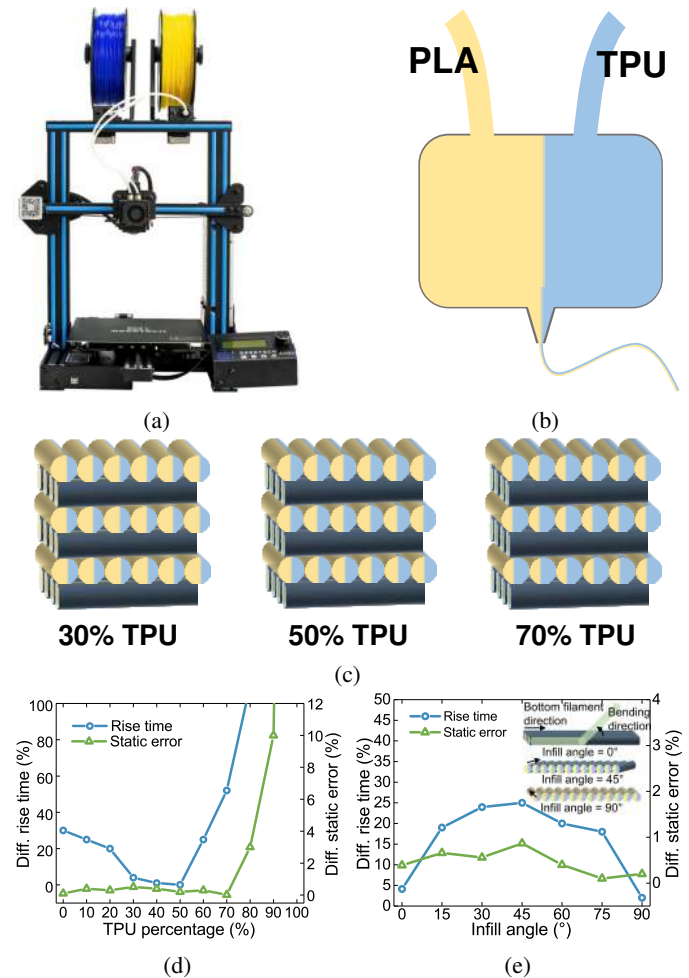 PLA
TPU
(a)
(b)
30% TPU
50% TPU
70% TPU
(c)
100
80
60
40
20
0
Diff. rise time (%)
Rise time
Static error
12
10
8
6
4
2
0
Diff. static error (%)
0 10 20 30 40 50 60 70 80 90 100
TPU percentage (%)
(d)
50
45
40
35
30
25
20
15
10
5
0
Diff. rise time (%)
Rise time
Static error
Bottom filament
direction
Bending
direction
Infill angle = 0°
Infill angle = 45°
Infill angle = 90°
4
3
2
1
0
Diff. static error (%)
0 15 30 45 60 75 90
Infill angle (°)
(e)